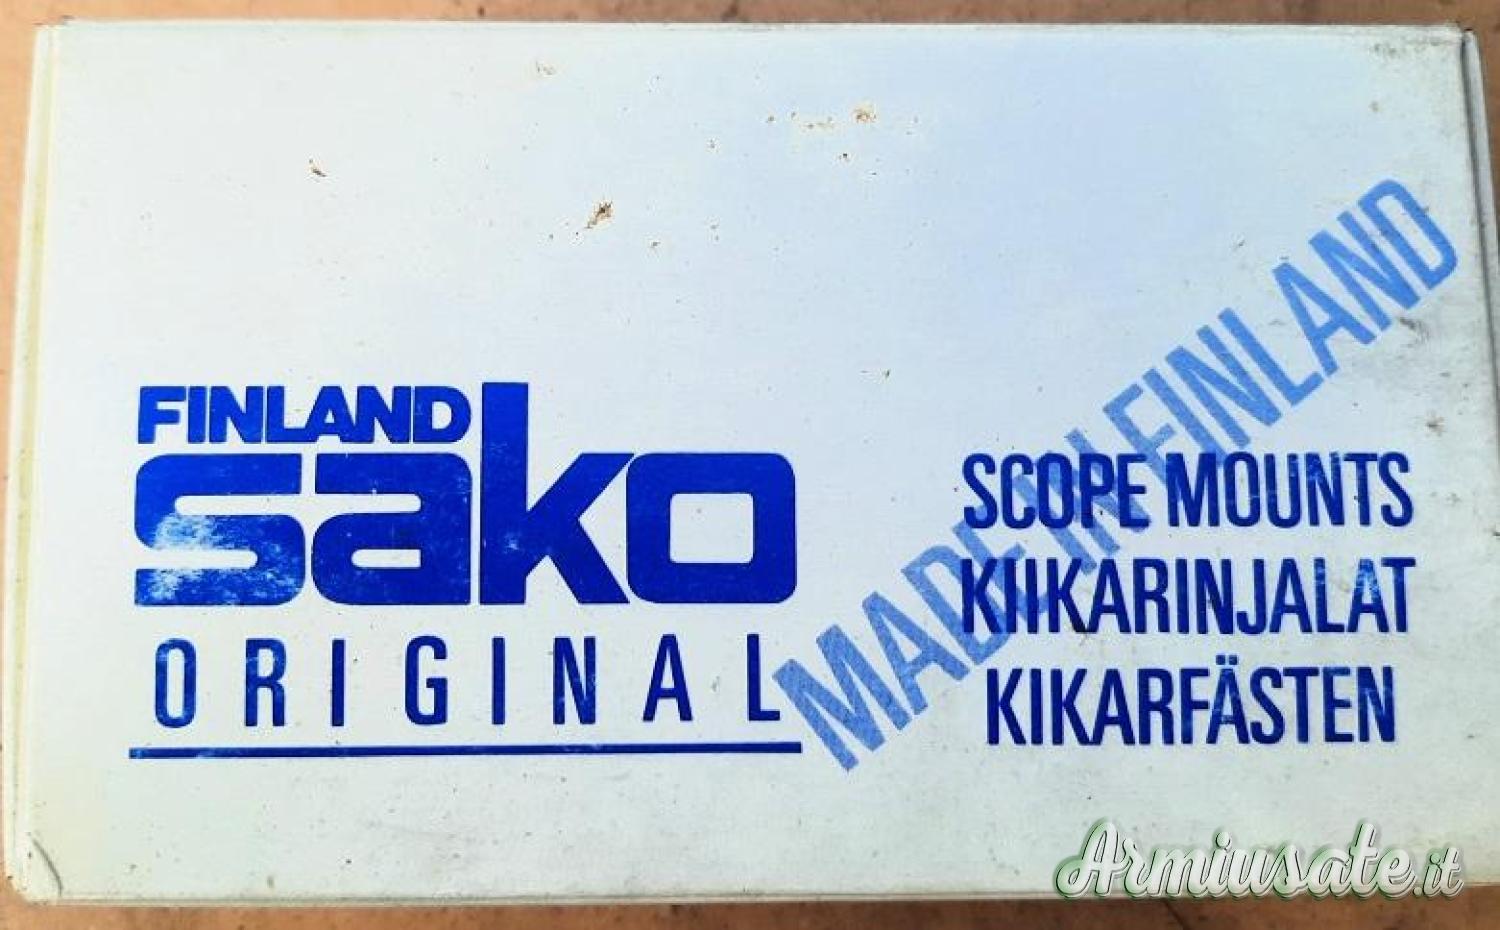 FINLAND
sako
ORIGINAL
MADE IN FINLAND
SCOPE MOUNTS
KIIKARINJALAT
KIKARFÄSTEN
Armiusate.it